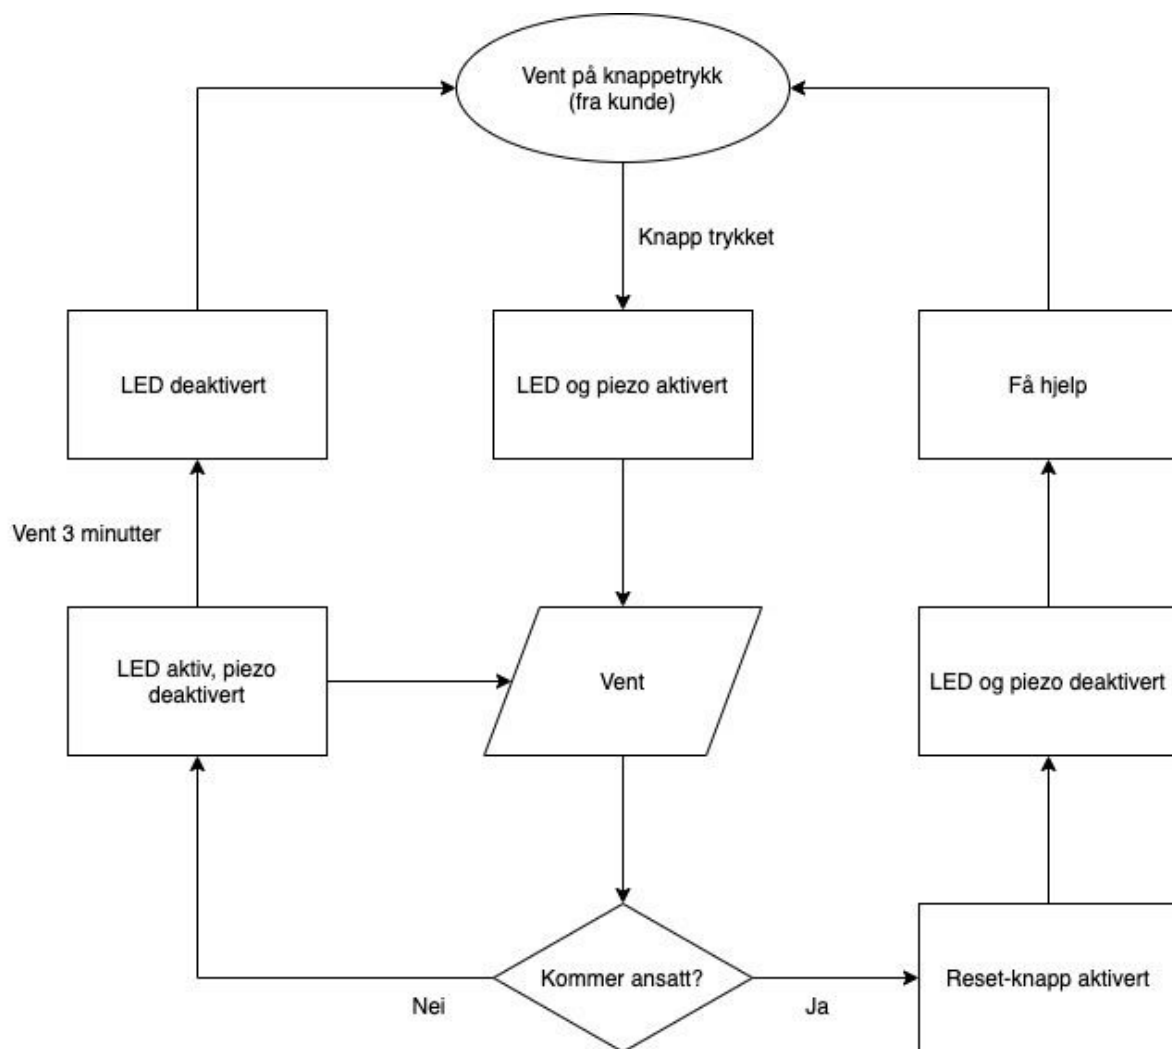 Vent på knappetrykk
(fra kunde)
Knapp trykket
LED deaktivert
LED og piezo aktivert
Få hjelp
Vent 3 minutter
LED aktiv, piezo
deaktivert
Vent
LED og piezo deaktivert
Kommer ansatt?
Reset-knapp aktivert
Nei
Ja